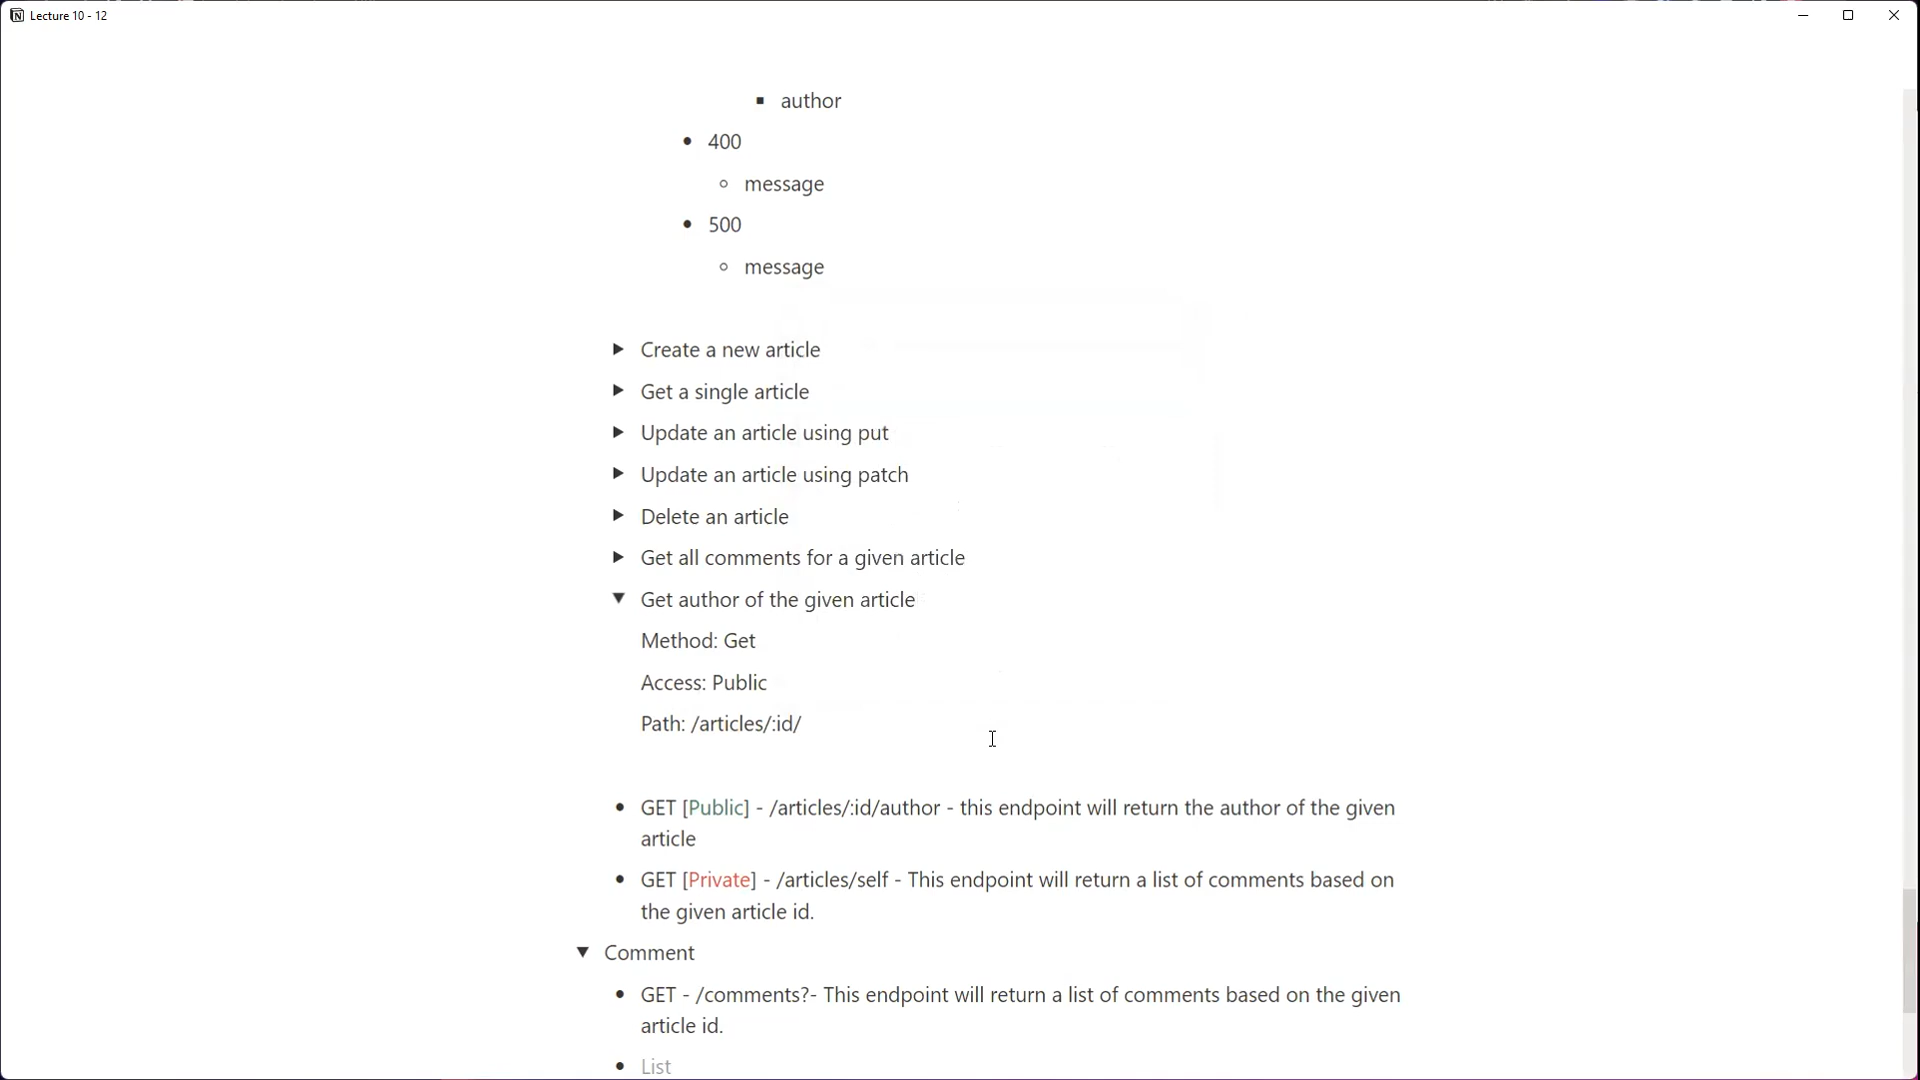 Lecture 10 - 12
author
400
message
500
message
Create a new article
Get a single article
Update an article using put
Update an article using patch
Delete an article
Get all comments for a given article
Get author of the given article
Method: Get
Access: Public
Path: /articles/:id/
GET [Public] - /articles/:id/author - this endpoint will return the author of the given
article
GET [Private] - /articles/self - This endpoint will return a list of comments based on
the given article id.
Comment
GET - /comments?- This endpoint will return a list of comments based on the given
article id.
List